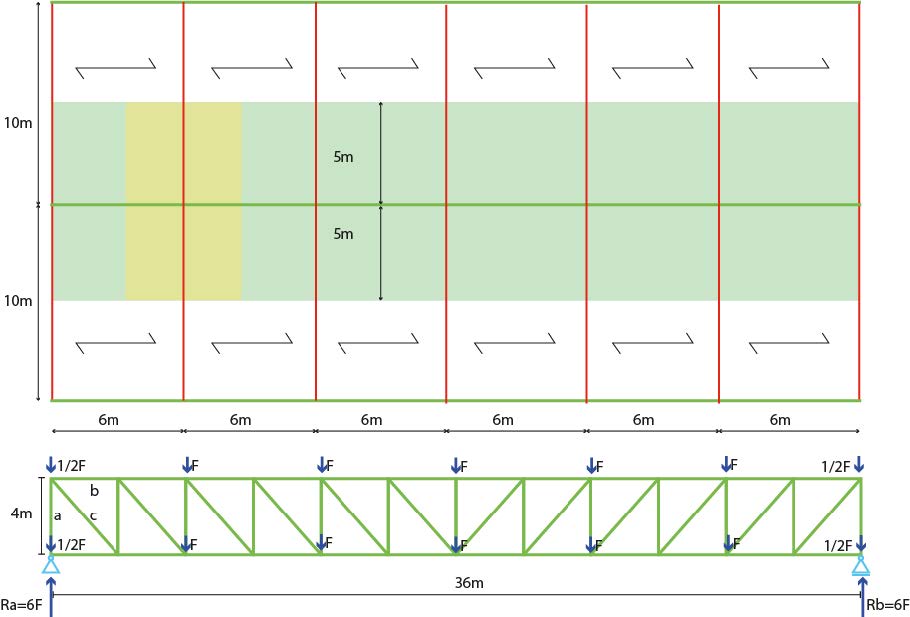 10m
5m
5m
10m
6m 6m 6m 6m 6m 6m
1/2F F F F F F 1/2F
b
4m a c
1/2F F F F F F 1/2F
36m
Ra=6F Rb=6F